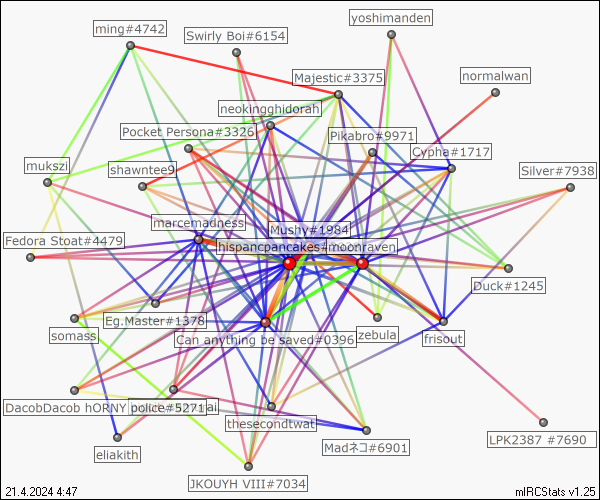 yoshimanden
ming#4742
Swirly Boi#6154
Majestic#3375
normalwan
neokingghidorah
Pocket Persona#3326
Pikabro#9971
Cypha#1717
mukszi
shawntee9
Silver#7938
marcemadness
Mushy#1984
Fedora Stoat#4479
hispancpancakes#
moonraven
Duck#1245
Eg.Master#1378
somass
Can anything be saved#0396
zebula
frisout
DacobDacob hORNY
police#5271
ai
thesecondtwat
eliakith
Madネコ#6901
LPK2387 #7690
JKOUYH VIII#7034
21.4.2024 4:47
mIRCStats v1.25